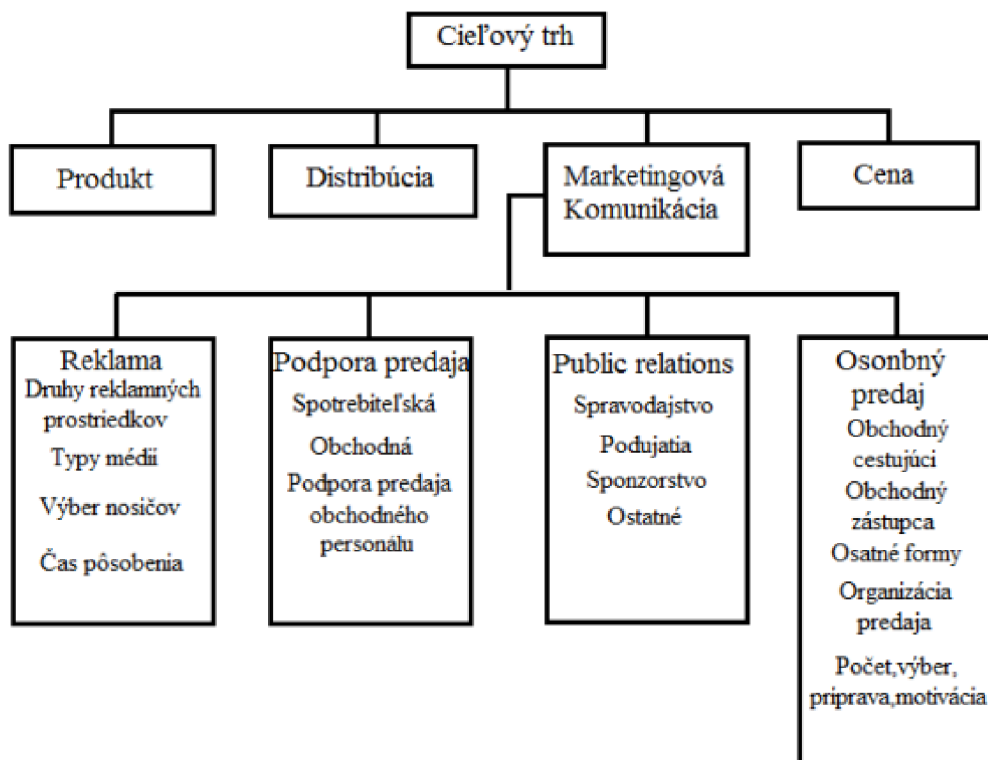 Cieľový trh
Produkt
Distribúcia
Marketingová
Komunikácia
Cena
Reklama
Druhy reklamných
prostriedkov
Typy médií
Výber nosičov
Čas pôsobenia
Podpora predaja
Spotrebiteľská
Obchodná
Podpora predaja
obchodného
personálu
Public relations
Spravodajstvo
Podujatia
Sponzorstvo
Ostatné
Osonbný
predaj
Obchodný
cestujúci
Obchodný
zástupca
Osatné formy
Organizácia
predaja
Počet,výber,
príprava,motivácia